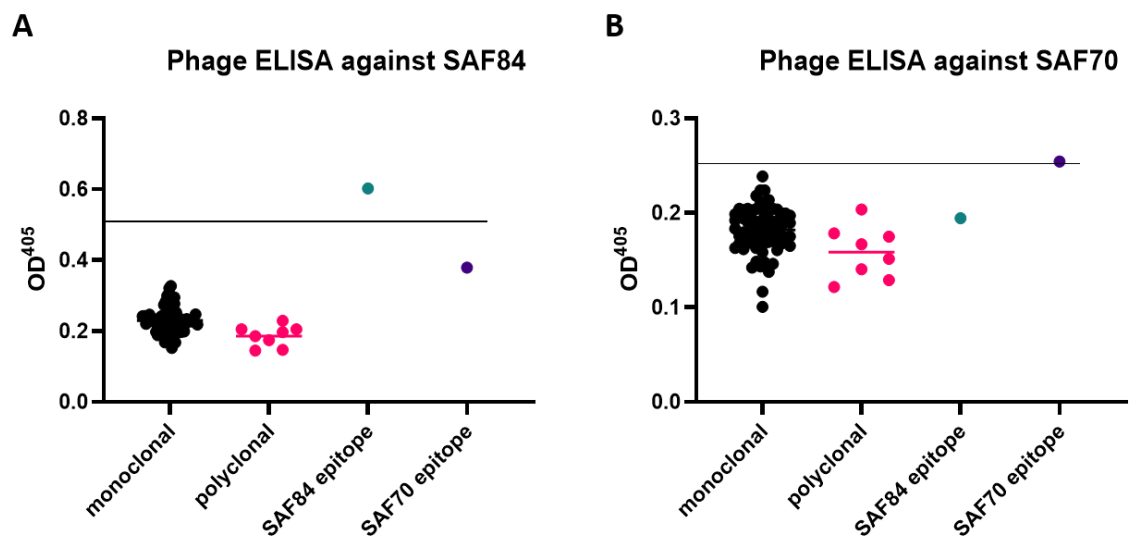 A
Phage ELISA against SAF84
0.8
0.6
0.4
0.2
0.0
OD405
monoclonal
polyclonal
SAF84 epitope
SAF70 epitope
B
Phage ELISA against SAF70
0.3
0.2
0.1
0.0
OD405
monoclonal
polyclonal
SAF84 epitope
SAF70 epitope